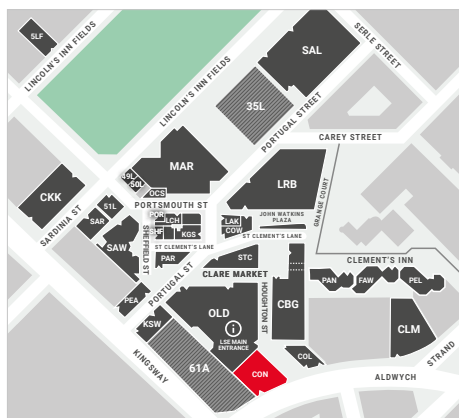 5LF
LINCOLN'S INN FIELDS
LINCOLN'S INN FIELDS
SAL
SERLE STREET
35L
PORTUGAL STREET
CAREY STREET
MAR
49L
50L
OCS
CKK
LRB
PORTSMOUTH ST
GRANGE COURT
51L
SAR
POR
LCH
SHF
KGS
LAK
COW
JOHN WATKINS
PLAZA
SARDINIA ST
SAW
SHEFFIELD ST
ST CLEMENT'S LANE
ST CLEMENT'S LANE
PAR
STC
CLEMENT'S INN
CLARE MARKET
PORTUGAL ST
HOUGHTON ST
PAN
FAW
PEL
PEA
OLD
CBG
KSW
LSE MAIN
ENTRANCE
CLM
KINGSWAY
61A
CON
COL
ALDWYCH
STRAND